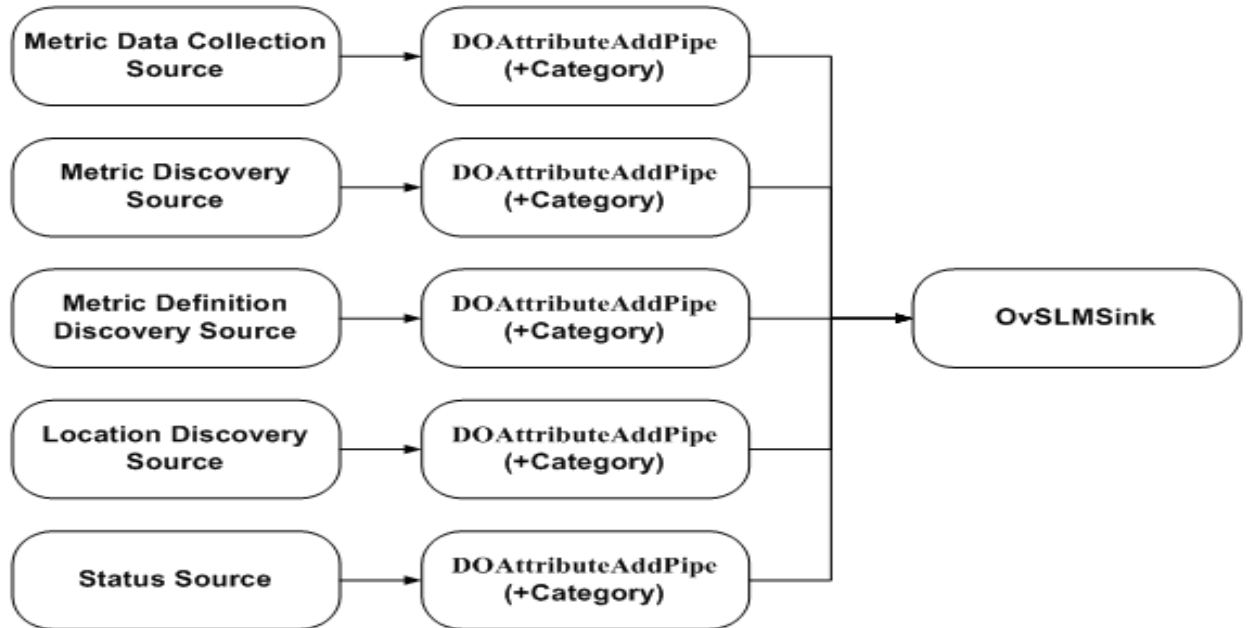 Metric Data Collection
Source
DOAttributeAddPipe
(+Category)
Metric Discovery
Source
DOAttributeAddPipe
(+Category)
Metric Definition
Discovery Source
DOAttributeAddPipe
(+Category)
OvSLMSink
Location Discovery
Source
DOAttributeAddPipe
(+Category)
Status Source
DOAttributeAddPipe
(+Category)